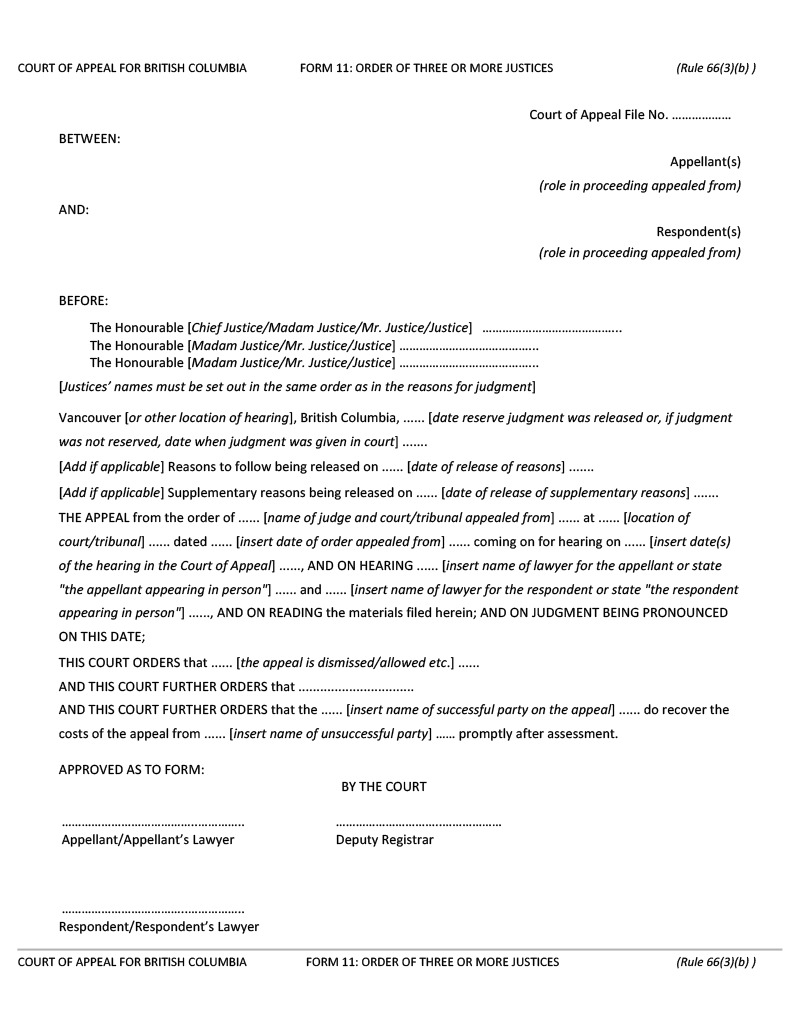 COURT OF APPEAL FOR BRITISH COLUMBIA FORM 11: ORDER OF THREE OR MORE JUSTICES (Rule 66(3)(b) )
Court of Appeal File No. ………………
BETWEEN:
Appellant(s)
(role in proceeding appealed from)
AND:
Respondent(s)
(role in proceeding appealed from)
BEFORE:
The Honourable [Chief Justice/Madam Justice/Mr. Justice/Justice] …………………………………..
The Honourable [Madam Justice/Mr. Justice/Justice] …………………………………..
The Honourable [Madam Justice/Mr. Justice/Justice] …………………………………..
[Justices’ names must be set out in the same order as in the reasons for judgment]
Vancouver [or other location of hearing], British Columbia, ...... [date reserve judgment was released or, if judgment
was not reserved, date when judgment was given in court] .......
[Add if applicable] Reasons to follow being released on ...... [date of release of reasons] .......
[Add if applicable] Supplementary reasons being released on ...... [date of release of supplementary reasons] .......
THE APPEAL from the order of ...... [name of judge and court/tribunal appealed from] ...... at ...... [location of
court/tribunal] ...... dated ...... [insert date of order appealed from] ...... coming on for hearing on ...... [insert date(s)
of the hearing in the Court of Appeal] ......, AND ON HEARING ...... [insert name of lawyer for the appellant or state
"the appellant appearing in person"] ...... and ...... [insert name of lawyer for the respondent or state "the respondent
appearing in person"] ......, AND ON READING the materials filed herein; AND ON JUDGMENT BEING PRONOUNCED
ON THIS DATE;
THIS COURT ORDERS that ...... [the appeal is dismissed/allowed etc.] ......
AND THIS COURT FURTHER ORDERS that ................................
AND THIS COURT FURTHER ORDERS that the ...... [insert name of successful party on the appeal] ...... do recover the
costs of the appeal from ...... [insert name of unsuccessful party] …… promptly after assessment.
APPROVED AS TO FORM:
BY THE COURT
…………………………………..…………….. …………………………..………………
Appellant/Appellant’s Lawyer Deputy Registrar
………………………………..……………..
Respondent/Respondent’s Lawyer
COURT OF APPEAL FOR BRITISH COLUMBIA FORM 11: ORDER OF THREE OR MORE JUSTICES (Rule 66(3)(b) )